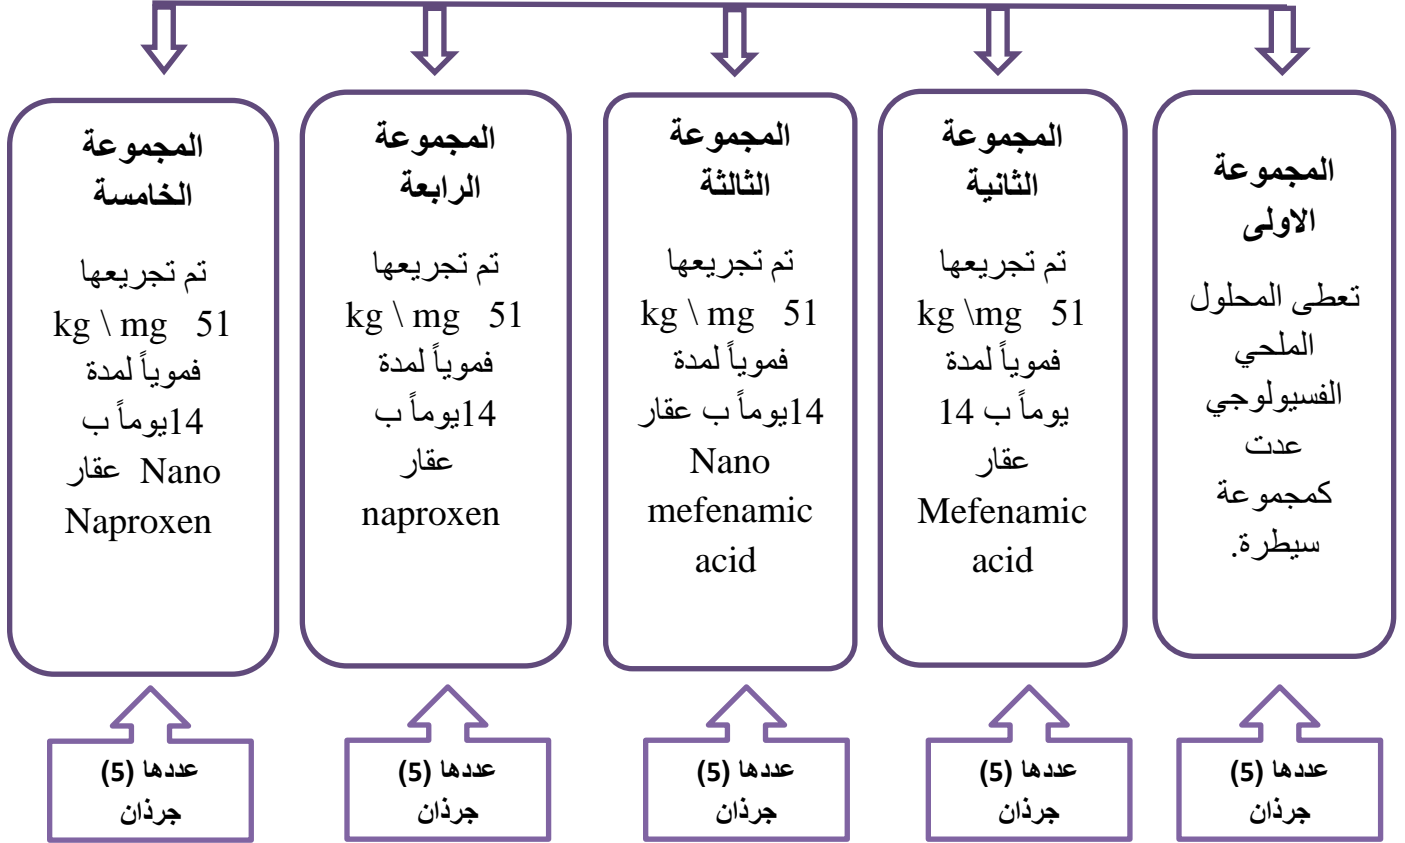 المجموعة
الاولى
تعطى المحلول
الملحي
الفسيولوجي
عدت
كمجموعة
سيطرة.
المجموعة
الثانية
تم تجريعها
kg \mg 51
فموياً لمدة
14 يوماً ب
عقار
Mefenamic
acid
المجموعة
الثالثة
تم تجريعها
kg \ mg 51
فموياً لمدة
14يوماً ب عقار
Nano
mefenamic
acid
المجموعة
الرابعة
تم تجريعها
kg \ mg 51
فموياً لمدة
14يوماً ب
عقار
naproxen
المجموعة
الخامسة
تم تجريعها
kg \ mg 51
فموياً لمدة
14يوماً ب
عقار Nano
Naproxen
عددها (5)
جرذان
عددها (5)
جرذان
عددها (5)
جرذان
عددها (5)
جرذان
عددها (5)
جرذان